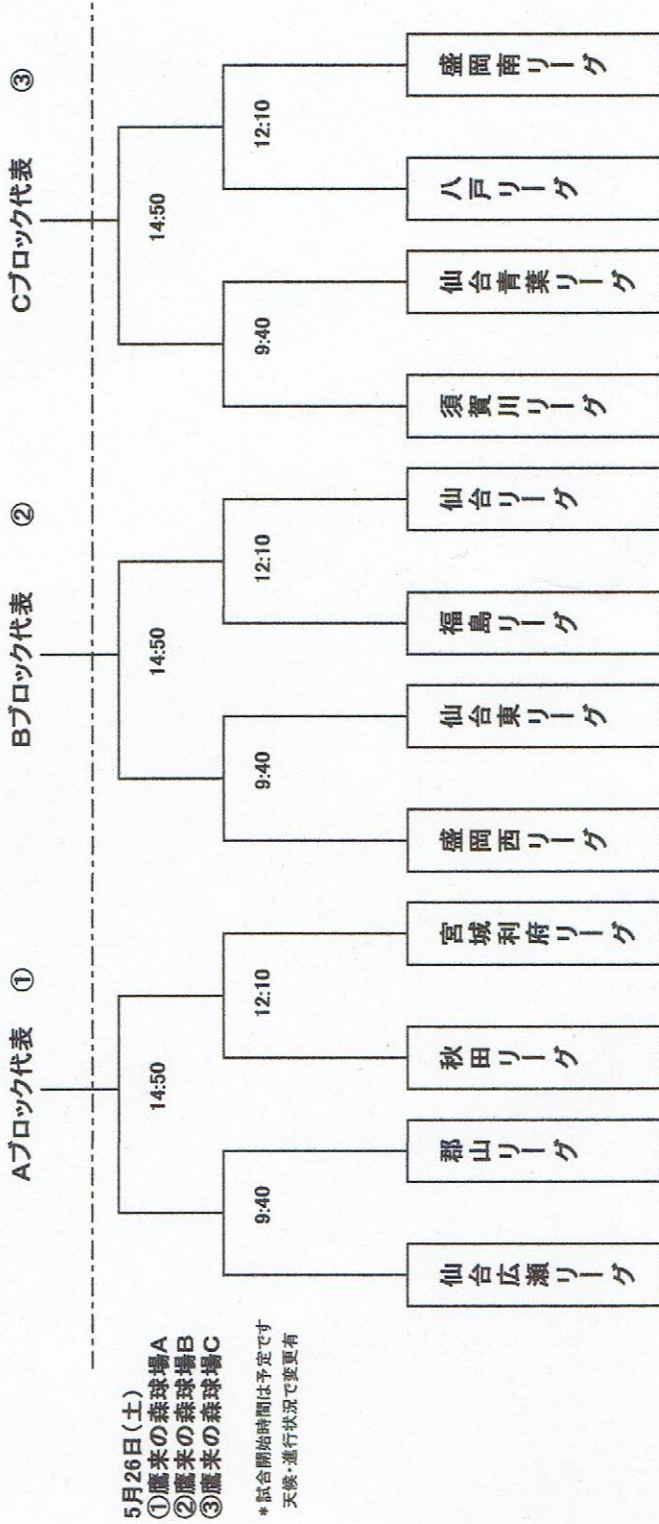 Aブロック代表 ①
Bブロック代表 ②
Cブロック代表 ③
5月26日(土)
①鷹来の森球場A
②鷹来の森球場B
③鷹来の森球場C
14:50
14:50
14:50
*試合開始時間は予定です
天候・進行状況で変更有
9:40
12:10
9:40
12:10
9:40
12:10
仙台広瀬リーグ
郡山リーグ
秋田リーグ
宮城利府リーグ
盛岡西リーグ
仙台東リーグ
福島リーグ
仙台リーグ
須賀川リーグ
仙台青葉リーグ
八戸リーグ
盛岡南リーグ